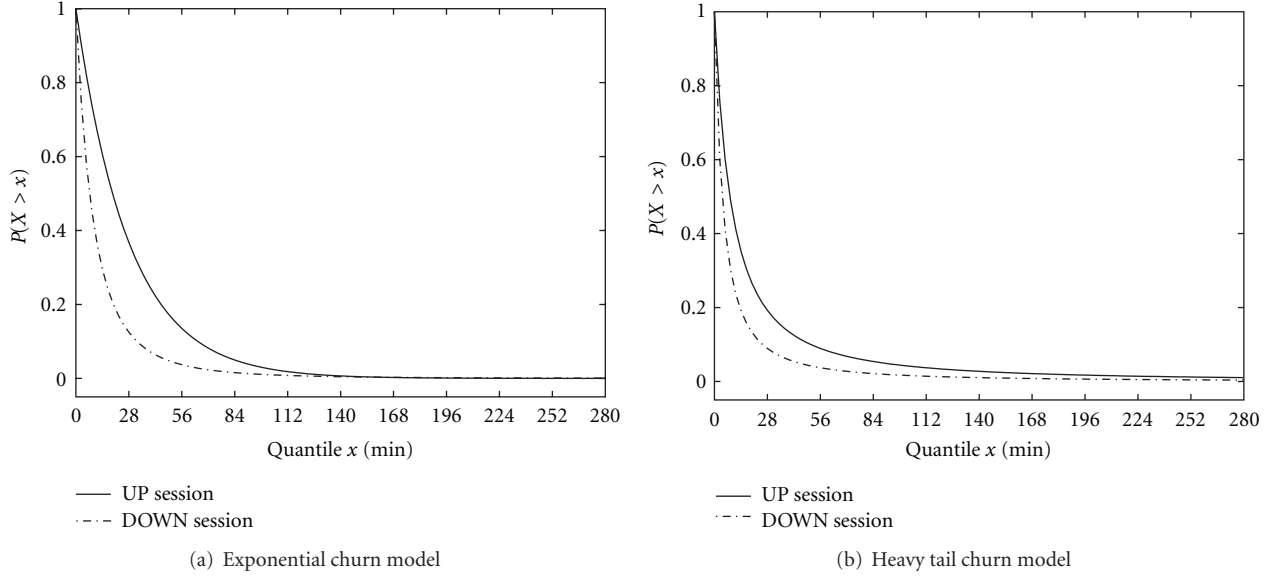 1
0.8
0.6
0.4
0.2
0
P(X > x)
0 28 56 84 112 140 168 196 224 252 280
Quantile x (min)
UP session
DOWN session
(a) Exponential churn model
1
0.8
0.6
0.4
0.2
0
P(X > x)
0 28 56 84 112 140 168 196 224 252 280
Quantile x (min)
UP session
DOWN session
(b) Heavy tail churn model